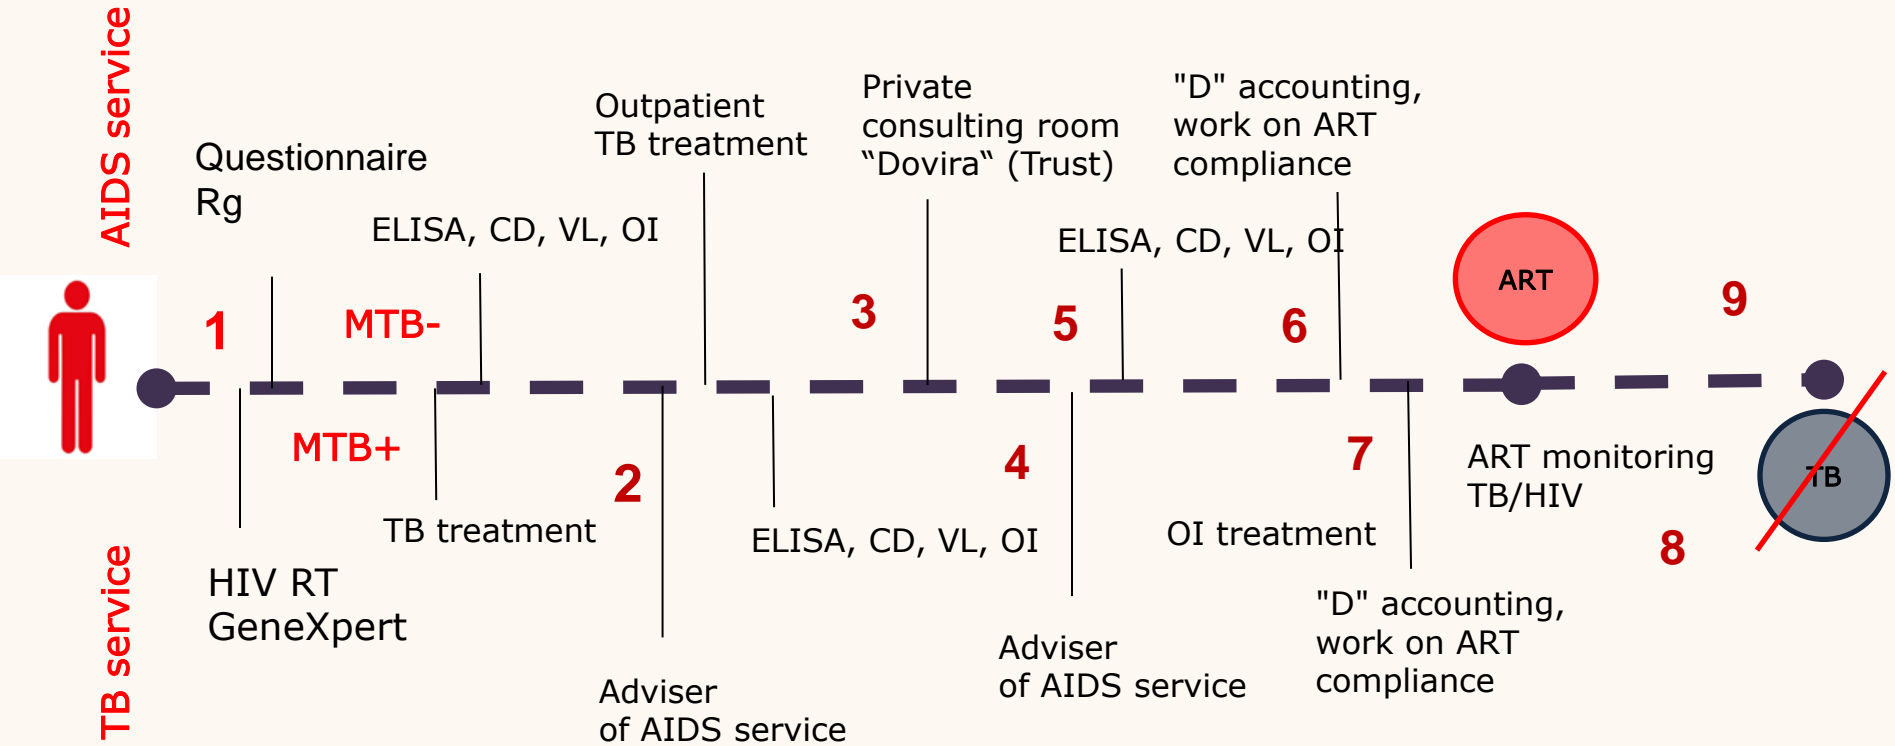 AIDS service
Questionnaire
Rg
ELISA, CD, VL, OI
Outpatient
TB treatment
Private
consulting room
“Dovira“ (Trust)
ELISA, CD, VL, OI
"D" accounting,
work on ART
compliance
ART
1
MTB-
3
5
6
9
MTB+
2
4
7
8
TB service
HIV RT
GeneXpert
TB treatment
Adviser
of AIDS service
ELISA, CD, VL, OI
Adviser
of AIDS service
OI treatment
"D" accounting,
work on ART
compliance
ART monitoring
TB/HIV
TB